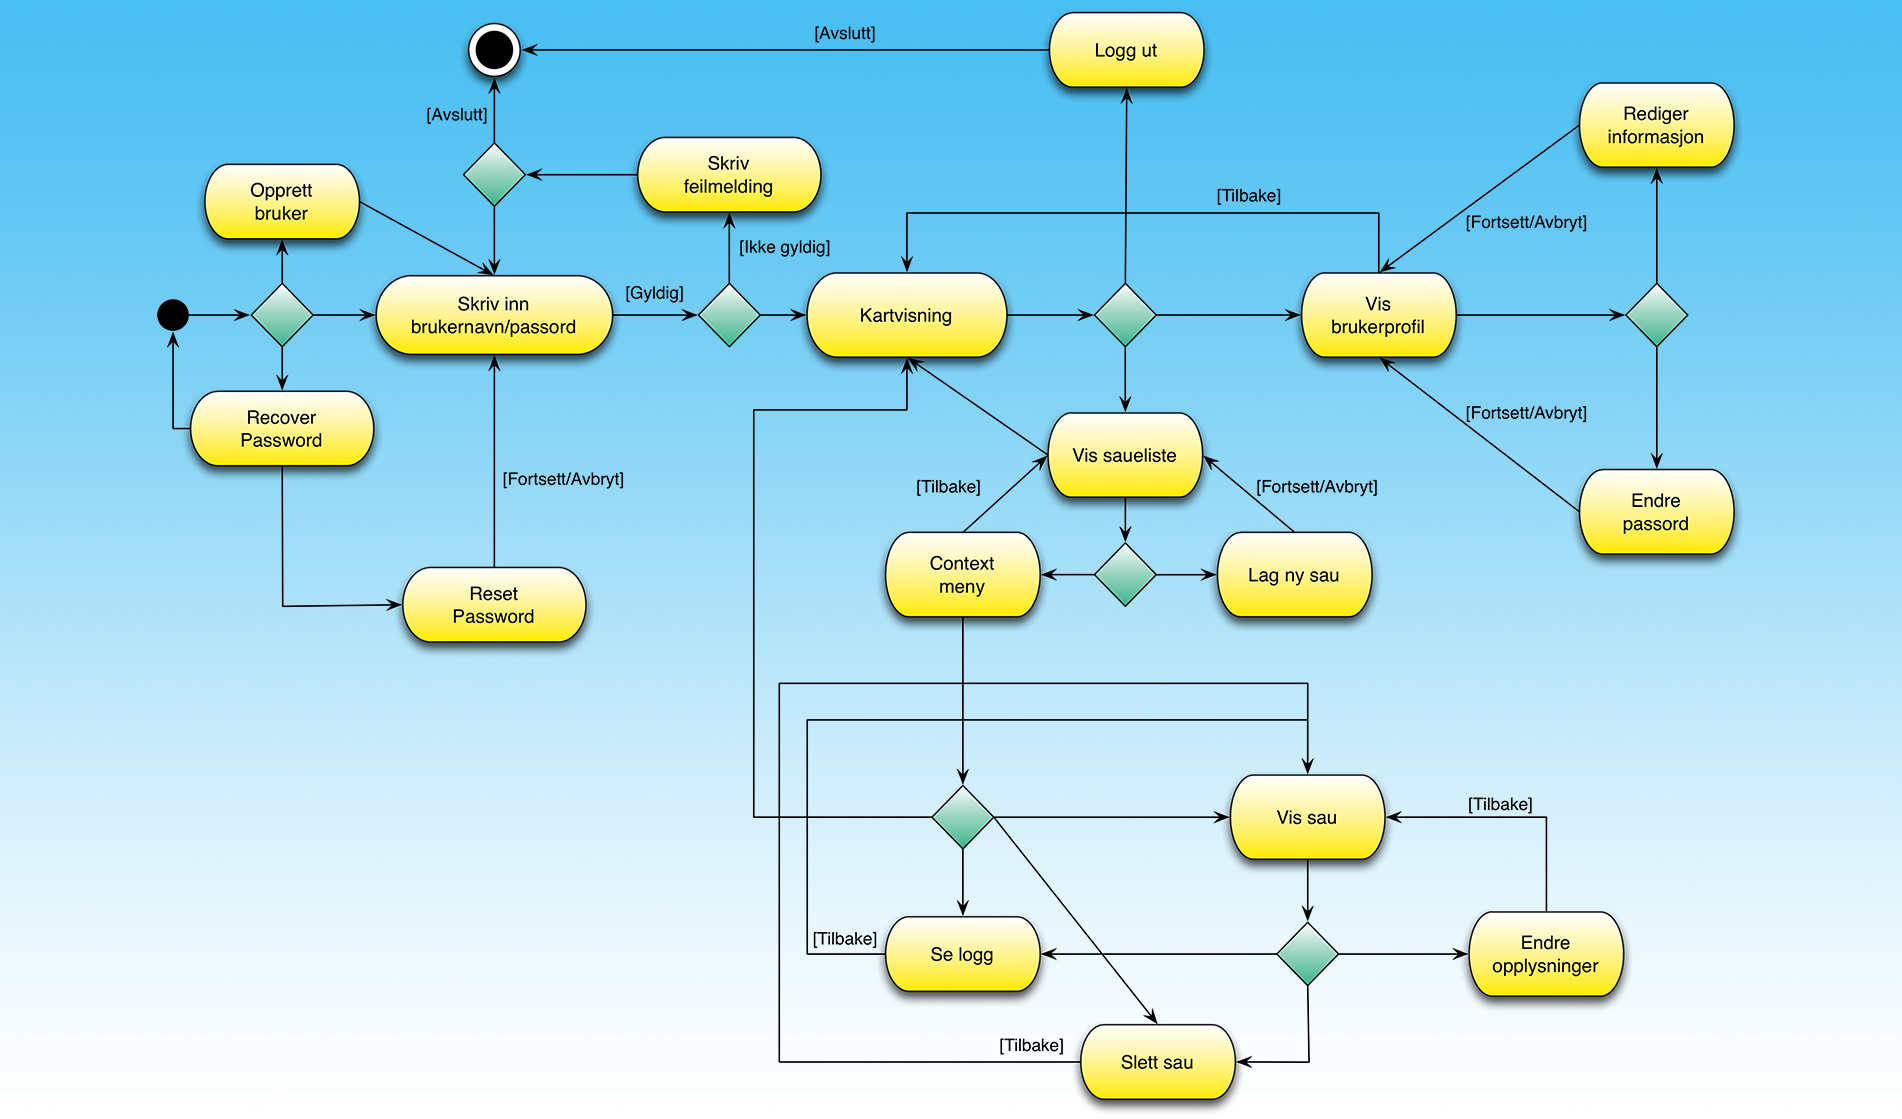 [Avslutt]
Logg ut
[Avslutt]
Rediger
informasjon
Skriv
feilmelding
Opprett
bruker
[Tilbake]
[Fortsett/Avbryt]
[Ikke gyldig]
Skriv inn
brukernavn/passord
[Gyldig]
Kartvisning
Vis
brukerprofil
Recover
Password
[Fortsett/Avbryt]
Vis saueliste
[Fortsett/Avbryt]
[Tilbake]
[Fortsett/Avbryt]
Endre
passord
Context
meny
Lag ny sau
Reset
Password
Vis sau
[Tilbake]
[Tilbake]
Se logg
Endre
opplysninger
[Tilbake]
Slett sau